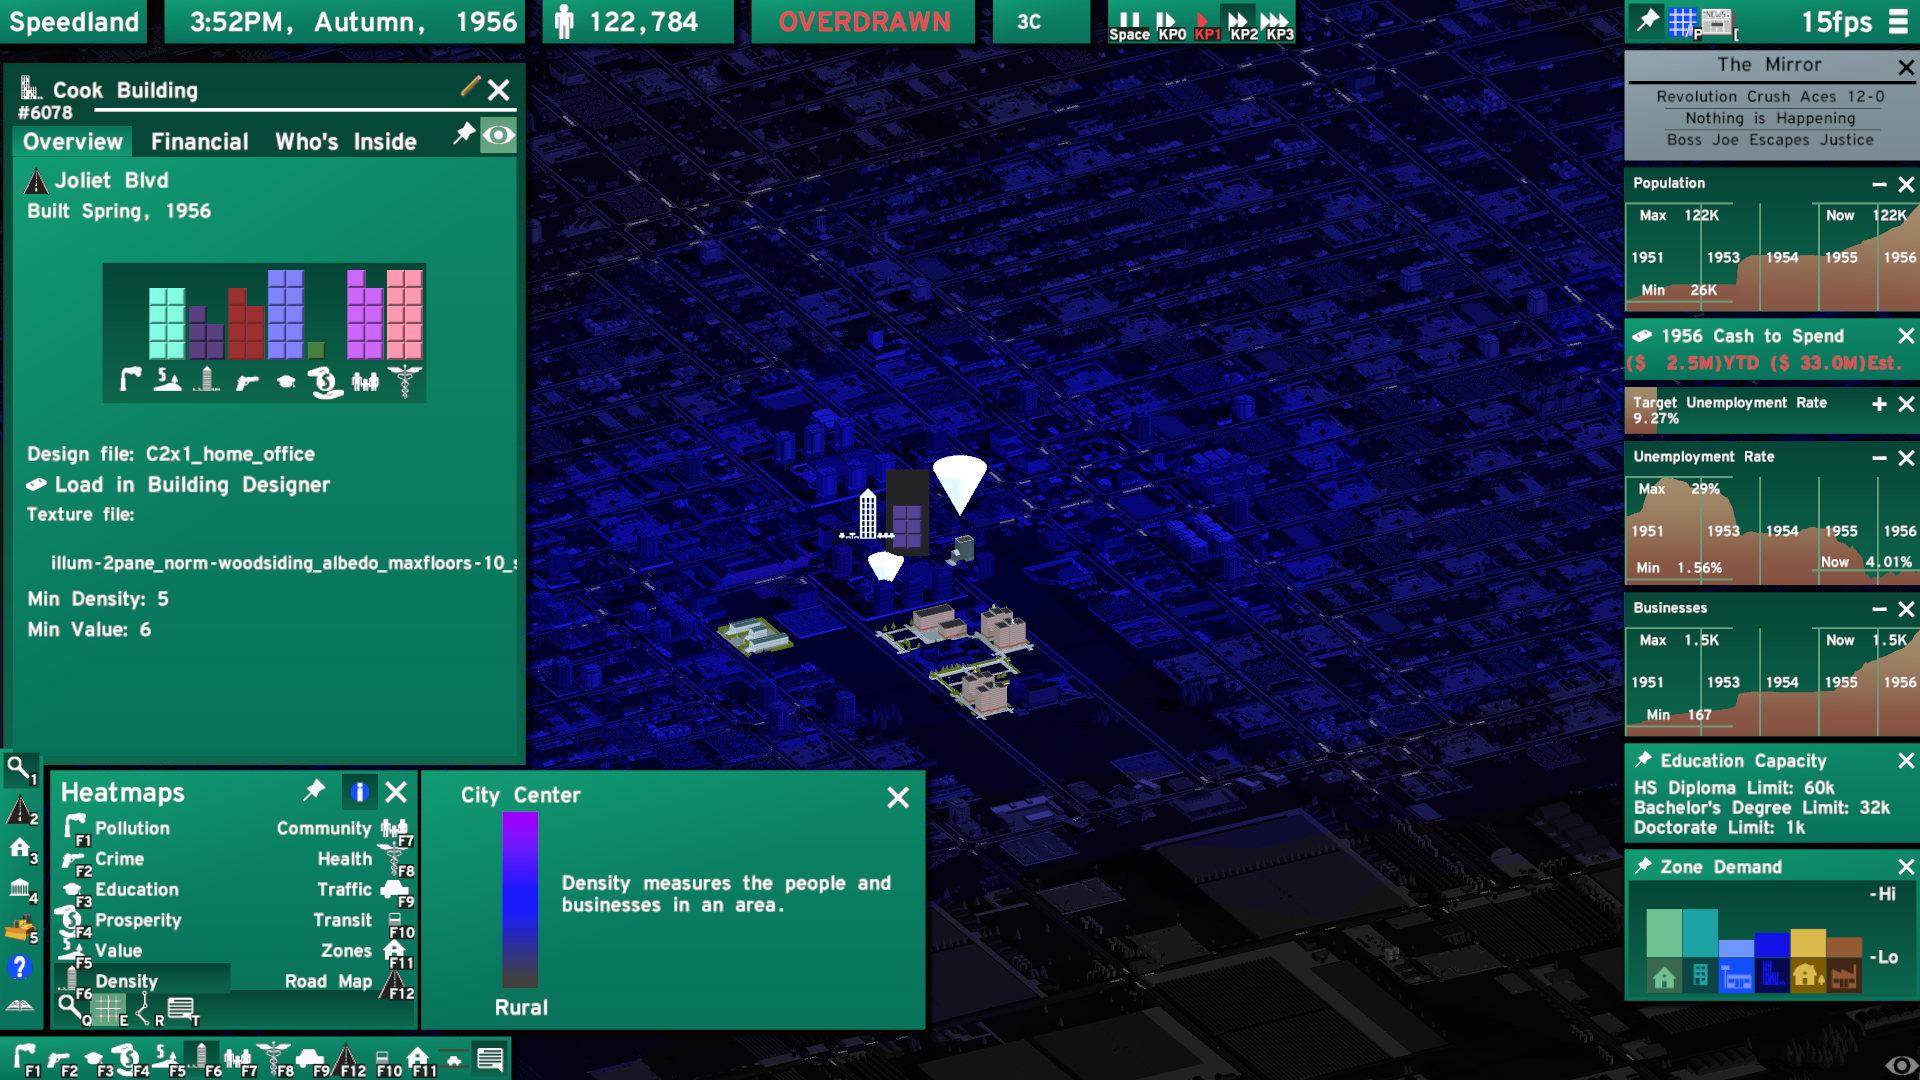 Speedland
3:52PM, Autumn, 1956
122,784
OVERDRAWN
3C
Space KP0 KP1 KP2 KP3
P [
15fps
Cook Building
#6078
Overview Financial Who's Inside
Joliet Blvd
Built Spring, 1956
Design file: C2x1_home_office
Load in Building Designer
Texture file:
illum-2pane_norm-woodsiding_albedo_maxfloors-10_s
Min Density: 5
Min Value: 6
1
2
3
4
5
?
Heatmaps
i
Pollution F1
Crime F2
Education F3
Prosperity F4
Value F5
Density F6
Community F7
Health F8
Traffic F9
Transit F10
Zones F11
Road Map F12
Q E R T
City Center
Density measures the people and
businesses in an area.
Rural
F1 F2 F3 F4 F5 F6 F7 F8 F9 F12 F10 F11
NEWS
The Mirror
Revolution Crush Aces 12-0
Nothing is Happening
Boss Joe Escapes Justice
Population
Max 122K Now 122K
1951 1953 1954 1955 1956
Min 26K
1956 Cash to Spend
($ 2.5M)YTD ($ 33.0M)Est.
Target Unemployment Rate
9.27%
Unemployment Rate
Max 29%
1951 1953 1954 1955 1956
Min 1.56% Now 4.01%
Businesses
Max 1.5K Now 1.5K
1951 1953 1954 1955 1956
Min 167
Education Capacity
HS Diploma Limit: 60k
Bachelor's Degree Limit: 32k
Doctorate Limit: 1k
Zone Demand
-Hi
-Lo